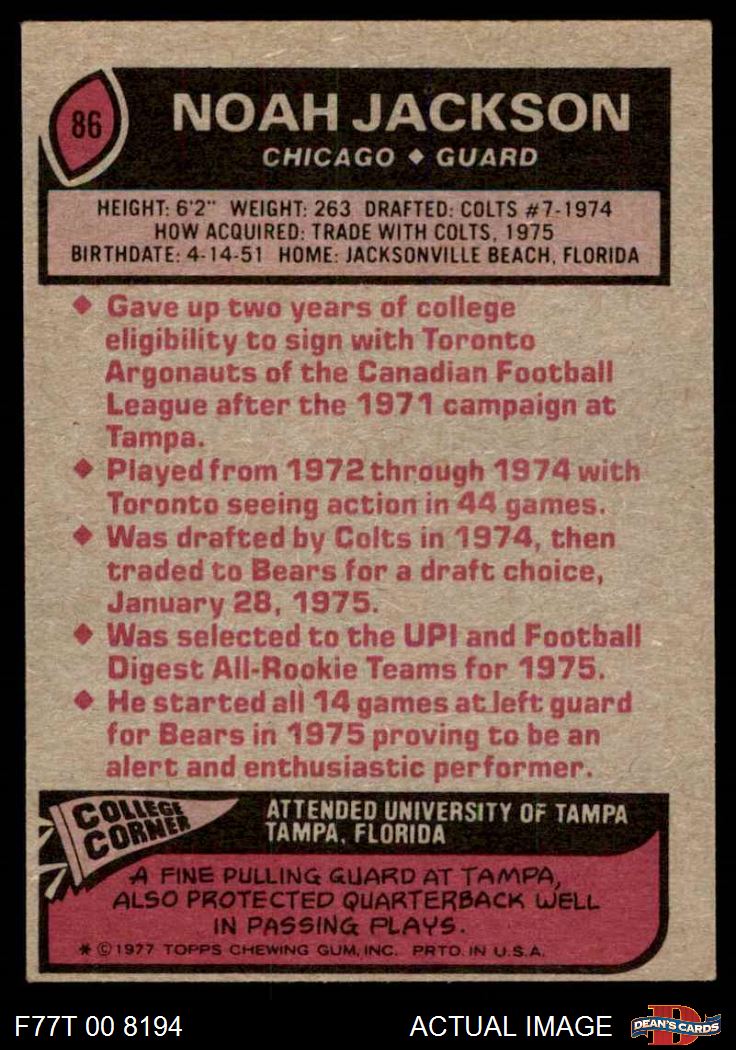 86
NOAH JACKSON
CHICAGO ◆ GUARD
HEIGHT: 6'2" WEIGHT: 263 DRAFTED: COLTS #7-1974
HOW ACQUIRED: TRADE WITH COLTS, 1975
BIRTHDATE: 4-14-51 HOME: JACKSONVILLE BEACH, FLORIDA
◆ Gave up two years of college
eligibility to sign with Toronto
Argonauts of the Canadian Football
League after the 1971 campaign at
Tampa.
◆ Played from 1972 through 1974 with
Toronto seeing action in 44 games.
◆ Was drafted by Colts in 1974, then
traded to Bears for a draft choice,
January 28, 1975.
◆ Was selected to the UPI and Football
Digest All-Rookie Teams for 1975.
◆ He started all 14 games at left guard
for Bears in 1975 proving to be an
alert and enthusiastic performer.
COLLEGE
CORNER
ATTENDED UNIVERSITY OF TAMPA
TAMPA, FLORIDA
A FINE PULLING GUARD AT TAMPA,
ALSO PROTECTED QUARTERBACK WELL
IN PASSING PLAYS.
* © 1977 TOPPS CHEWING GUM, INC. PRTD. IN U.S.A.
F77T 00 8194
ACTUAL IMAGE
D
DEAN'S CARDS